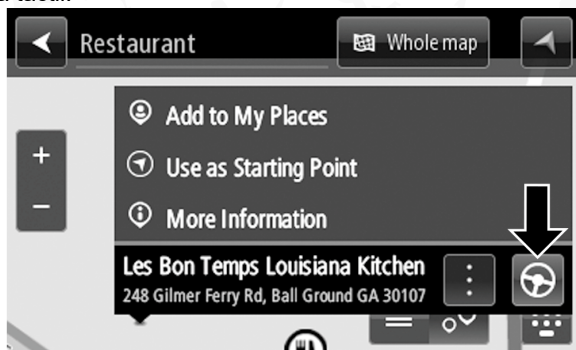 Restaurant
Whole map
Add to My Places
Use as Starting Point
More Information
Les Bon Temps Louisiana Kitchen
248 Gilmer Ferry Rd, Ball Ground GA 30107
+
−